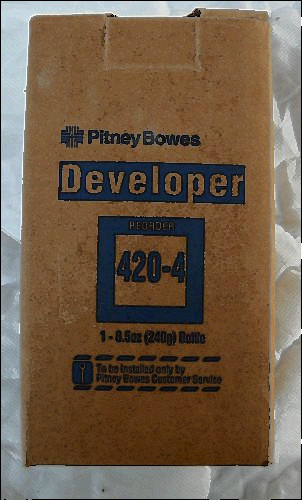 Pitney Bowes
Developer
REORDER
420-4
1 - 8.5oz (240g) Bottle
To be installed only by
Pitney Bowes Customer Service